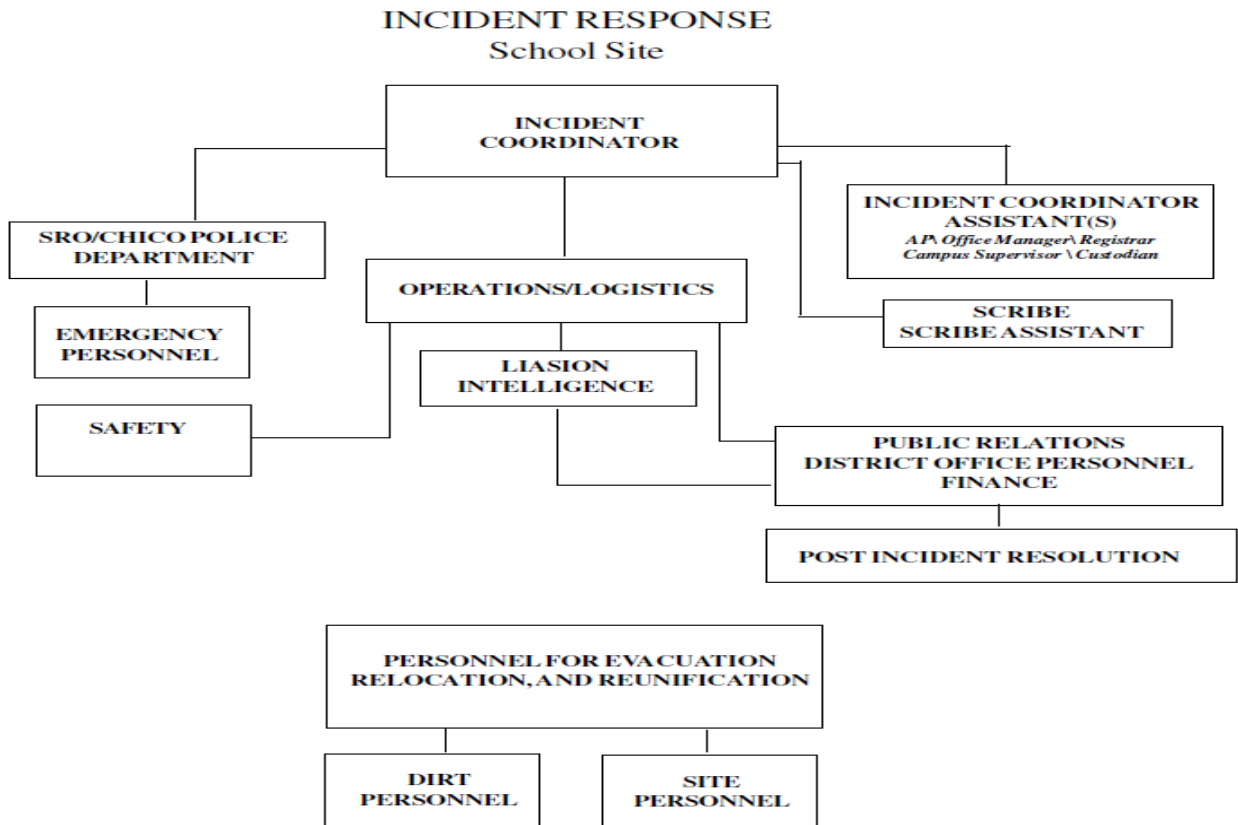 INCIDENT RESPONSE
School Site
INCIDENT
COORDINATOR
SRO/CHICO POLICE
DEPARTMENT
INCIDENT COORDINATOR
ASSISTANT(S)
AP\ Office Manager\ Registrar
Campus Supervisor \ Custodian
OPERATIONS/LOGISTICS
EMERGENCY
PERSONNEL
SCRIBE
SCRIBE ASSISTANT
LIASION
INTELLIGENCE
SAFETY
PUBLIC RELATIONS
DISTRICT OFFICE PERSONNEL
FINANCE
POST INCIDENT RESOLUTION
PERSONNEL FOR EVACUATION
RELOCATION, AND REUNIFICATION
DIRT
PERSONNEL
SITE
PERSONNEL